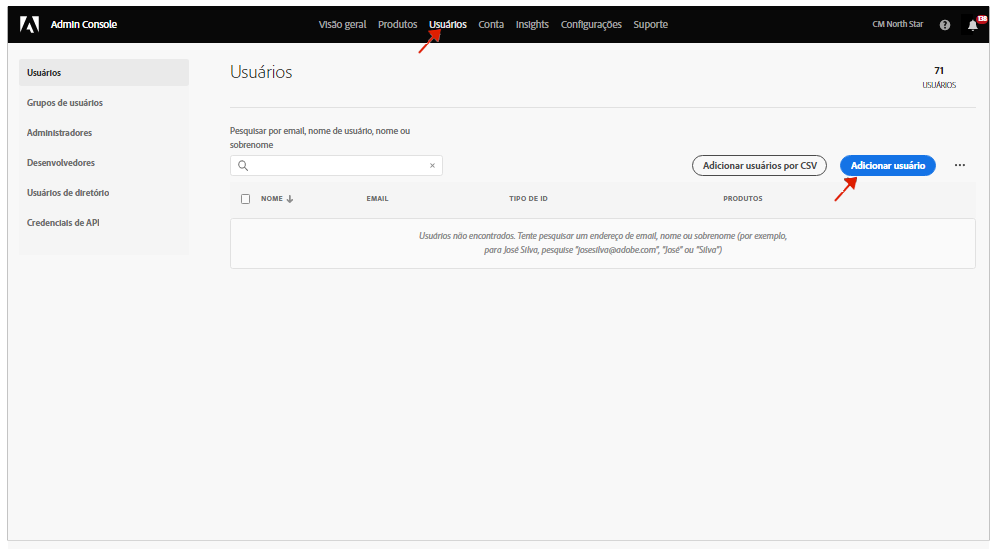 Admin Console
Visão geral Produtos Usuários Conta Insights Configurações Suporte
CM North Star
?
138
Usuários
Grupos de usuários
Administradores
Desenvolvedores
Usuários de diretório
Credenciais de API
Usuários
71
USUÁRIOS
Pesquisar por email, nome de usuário, nome ou
sobrenome
Adicionar usuários por CSV
Adicionar usuário
NOME EMAIL TIPO DE ID PRODUTOS
Usuários não encontrados. Tente pesquisar um endereço de email, nome ou sobrenome (por exemplo,
para José Silva, pesquise "josesilva@adobe.com", "José" ou "Silva")